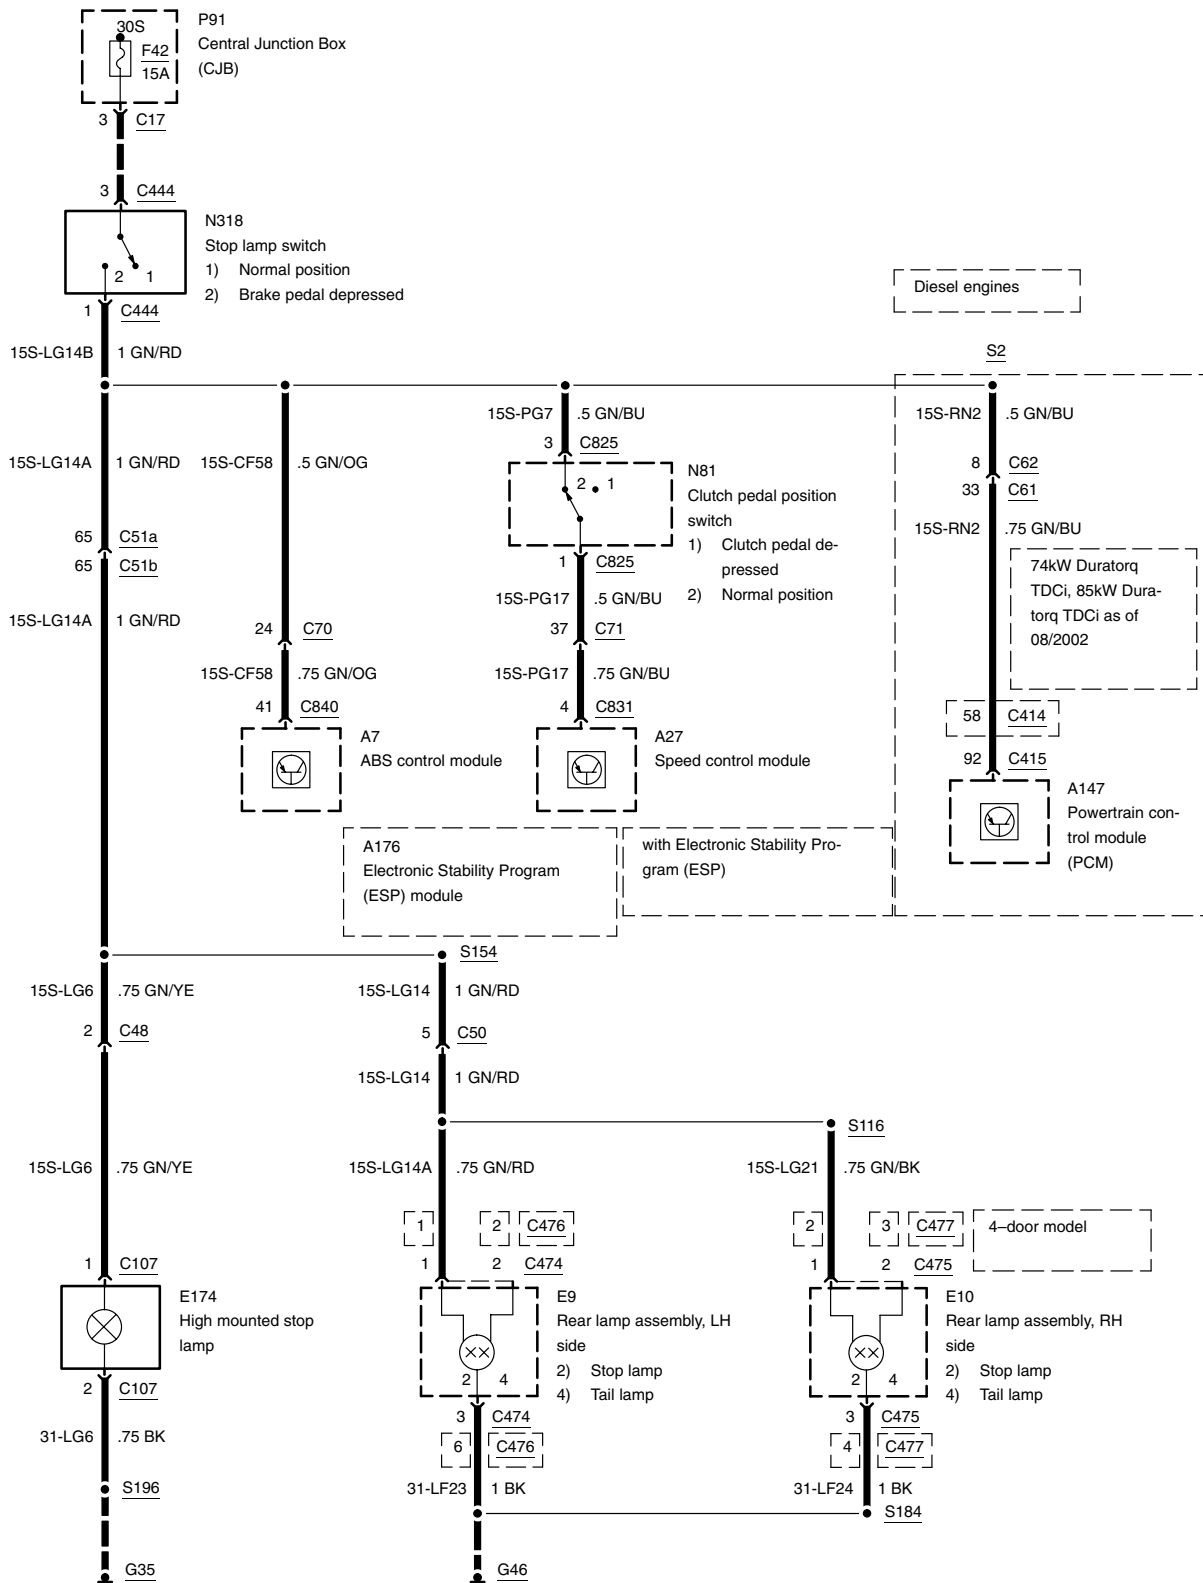 30S
F42
15A
P91
Central Junction Box
(CJB)
3 C17
3 C444
N318
Stop lamp switch
1) Normal position
2) Brake pedal depressed
2 1
1 C444
15S-LG14B 1 GN/RD
Diesel engines
S2
15S-LG14A 1 GN/RD
15S-CF58 .5 GN/OG
15S-PG7 .5 GN/BU
3 C825
2 1
N81
Clutch pedal position
switch
1) Clutch pedal de-
pressed
2) Normal position
1 C825
15S-PG17 .5 GN/BU
37 C71
15S-PG17 .75 GN/BU
4 C831
A27
Speed control module
15S-RN2 .5 GN/BU
8 C62
33 C61
15S-RN2 .75 GN/BU
74kW Duratorq
TDCi, 85kW Dura-
torq TDCi as of
08/2002
58 C414
92 C415
A147
Powertrain con-
trol module
(PCM)
65 C51a
65 C51b
15S-LG14A 1 GN/RD
24 C70
15S-CF58 .75 GN/OG
41 C840
A7
ABS control module
A176
Electronic Stability Program
(ESP) module
with Electronic Stability Pro-
gram (ESP)
S154
15S-LG6 .75 GN/YE
2 C48
15S-LG14 1 GN/RD
5 C50
15S-LG14 1 GN/RD
S116
15S-LG6 .75 GN/YE
15S-LG14A .75 GN/RD
15S-LG21 .75 GN/BK
1 2 C476
2 3 C477
4–door model
1 C107
1 2 C474
1 2 C475
E174
High mounted stop
lamp
E9
Rear lamp assembly, LH
side
2) Stop lamp
4) Tail lamp
2 4
E10
Rear lamp assembly, RH
side
2) Stop lamp
4) Tail lamp
2 4
2 C107
3 C474
3 C475
31-LG6 .75 BK
6 C476
4 C477
31-LF23 1 BK
31-LF24 1 BK
S196
S184
G35
G46